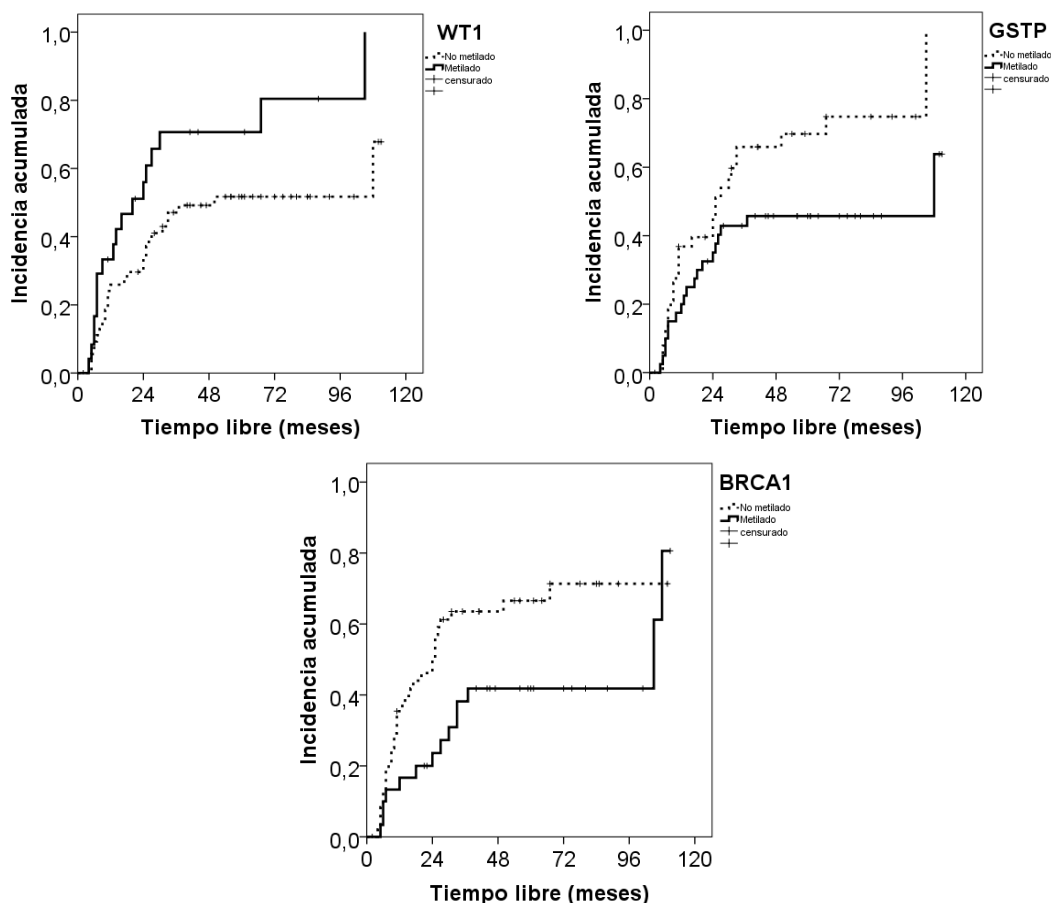 WT1
No metilado
Metilado
censurado
Incidencia acumulada
1,0
0,8
0,6
0,4
0,2
0,0
0 24 48 72 96 120
Tiempo libre (meses)
GSTP
No metilado
Metilado
censurado
Incidencia acumulada
1,0
0,8
0,6
0,4
0,2
0,0
0 24 48 72 96 120
Tiempo libre (meses)
BRCA1
No metilado
Metilado
censurado
Incidencia acumulada
1,0
0,8
0,6
0,4
0,2
0,0
0 24 48 72 96 120
Tiempo libre (meses)